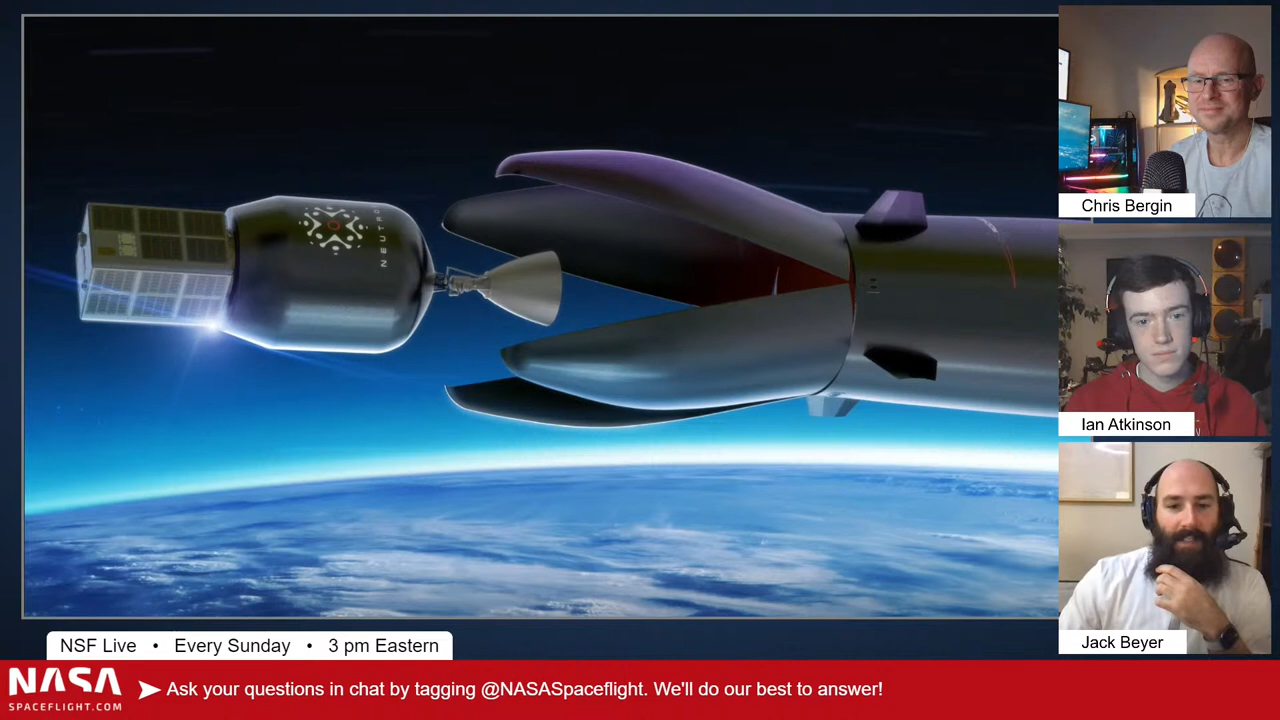 NEUTRO
Chris Bergin
Ian Atkinson
Jack Beyer
NSF Live • Every Sunday • 3 pm Eastern
NASA
SPACEFLIGHT.COM
Ask your questions in chat by tagging @NASASpaceflight. We'll do our best to answer!